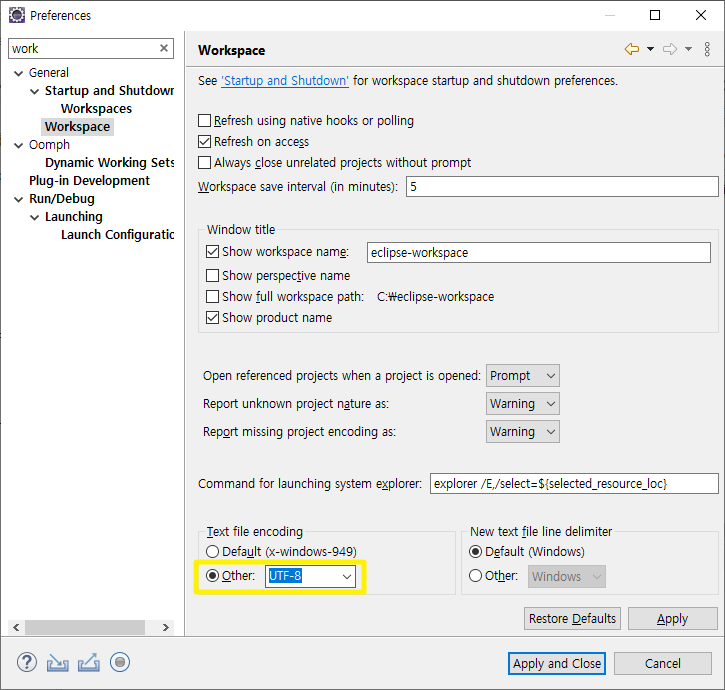 Preferences
work
General
Startup and Shutdown
Workspaces
Workspace
Oomph
Dynamic Working Sets
Plug-in Development
Run/Debug
Launching
Launch Configuratic
Workspace
See 'Startup and Shutdown' for workspace startup and shutdown preferences.
Refresh using native hooks or polling
Refresh on access
Always close unrelated projects without prompt
Workspace save interval (in minutes): 5
Window title
Show workspace name: eclipse-workspace
Show perspective name
Show full workspace path: C:₩eclipse-workspace
Show product name
Open referenced projects when a project is opened: Prompt
Report unknown project nature as: Warning
Report missing project encoding as: Warning
Command for launching system explorer: explorer /E,/select=${selected_resource_loc}
Text file encoding
Default (x-windows-949)
Other: UTF-8
New text file line delimiter
Default (Windows)
Other: Windows
Restore Defaults Apply
Apply and Close Cancel